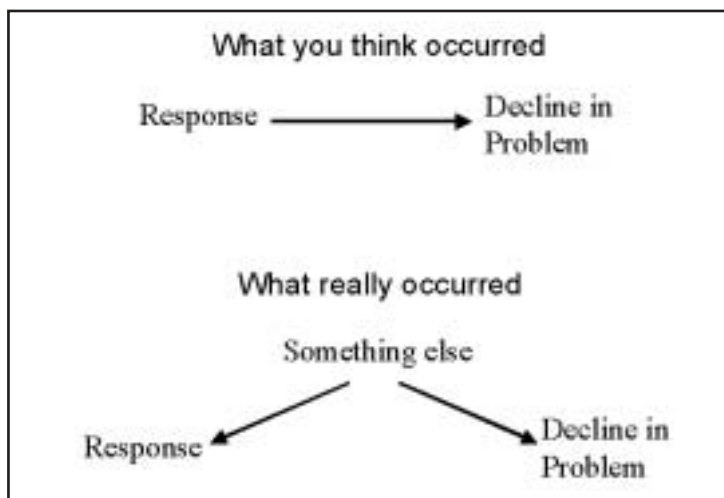 What you think occurred
Response
Decline in
Problem
What really occurred
Something else
Response
Decline in
Problem